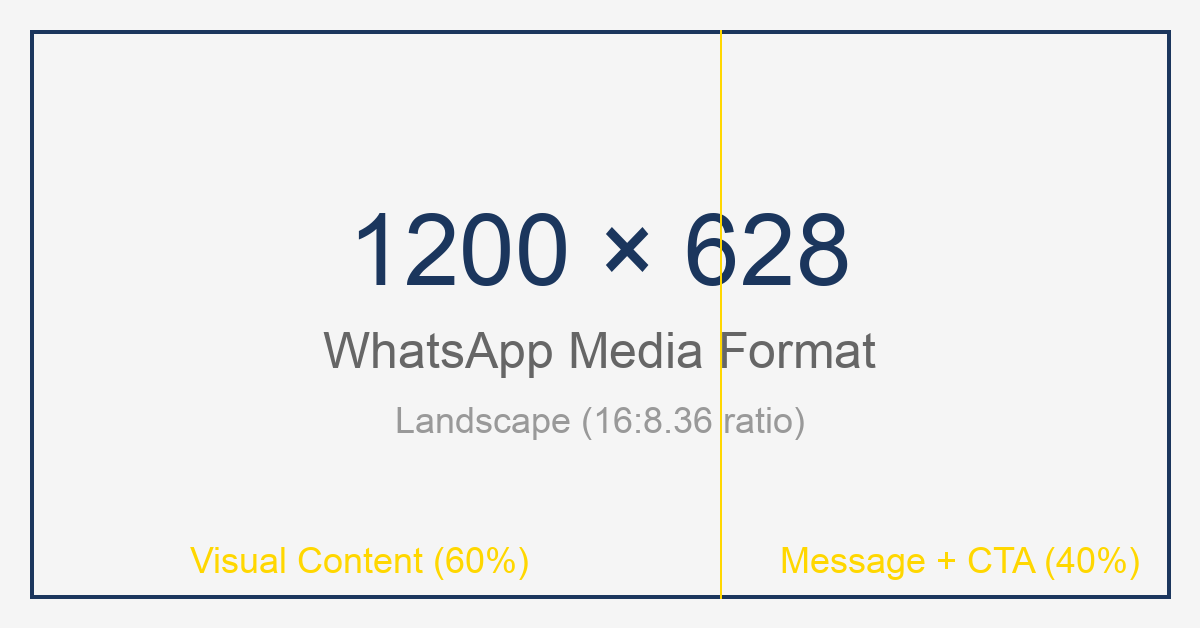 1200 × 628
WhatsApp Media Format
Landscape (16:8.36 ratio)
Visual Content (60%)
Message + CTA (40%)